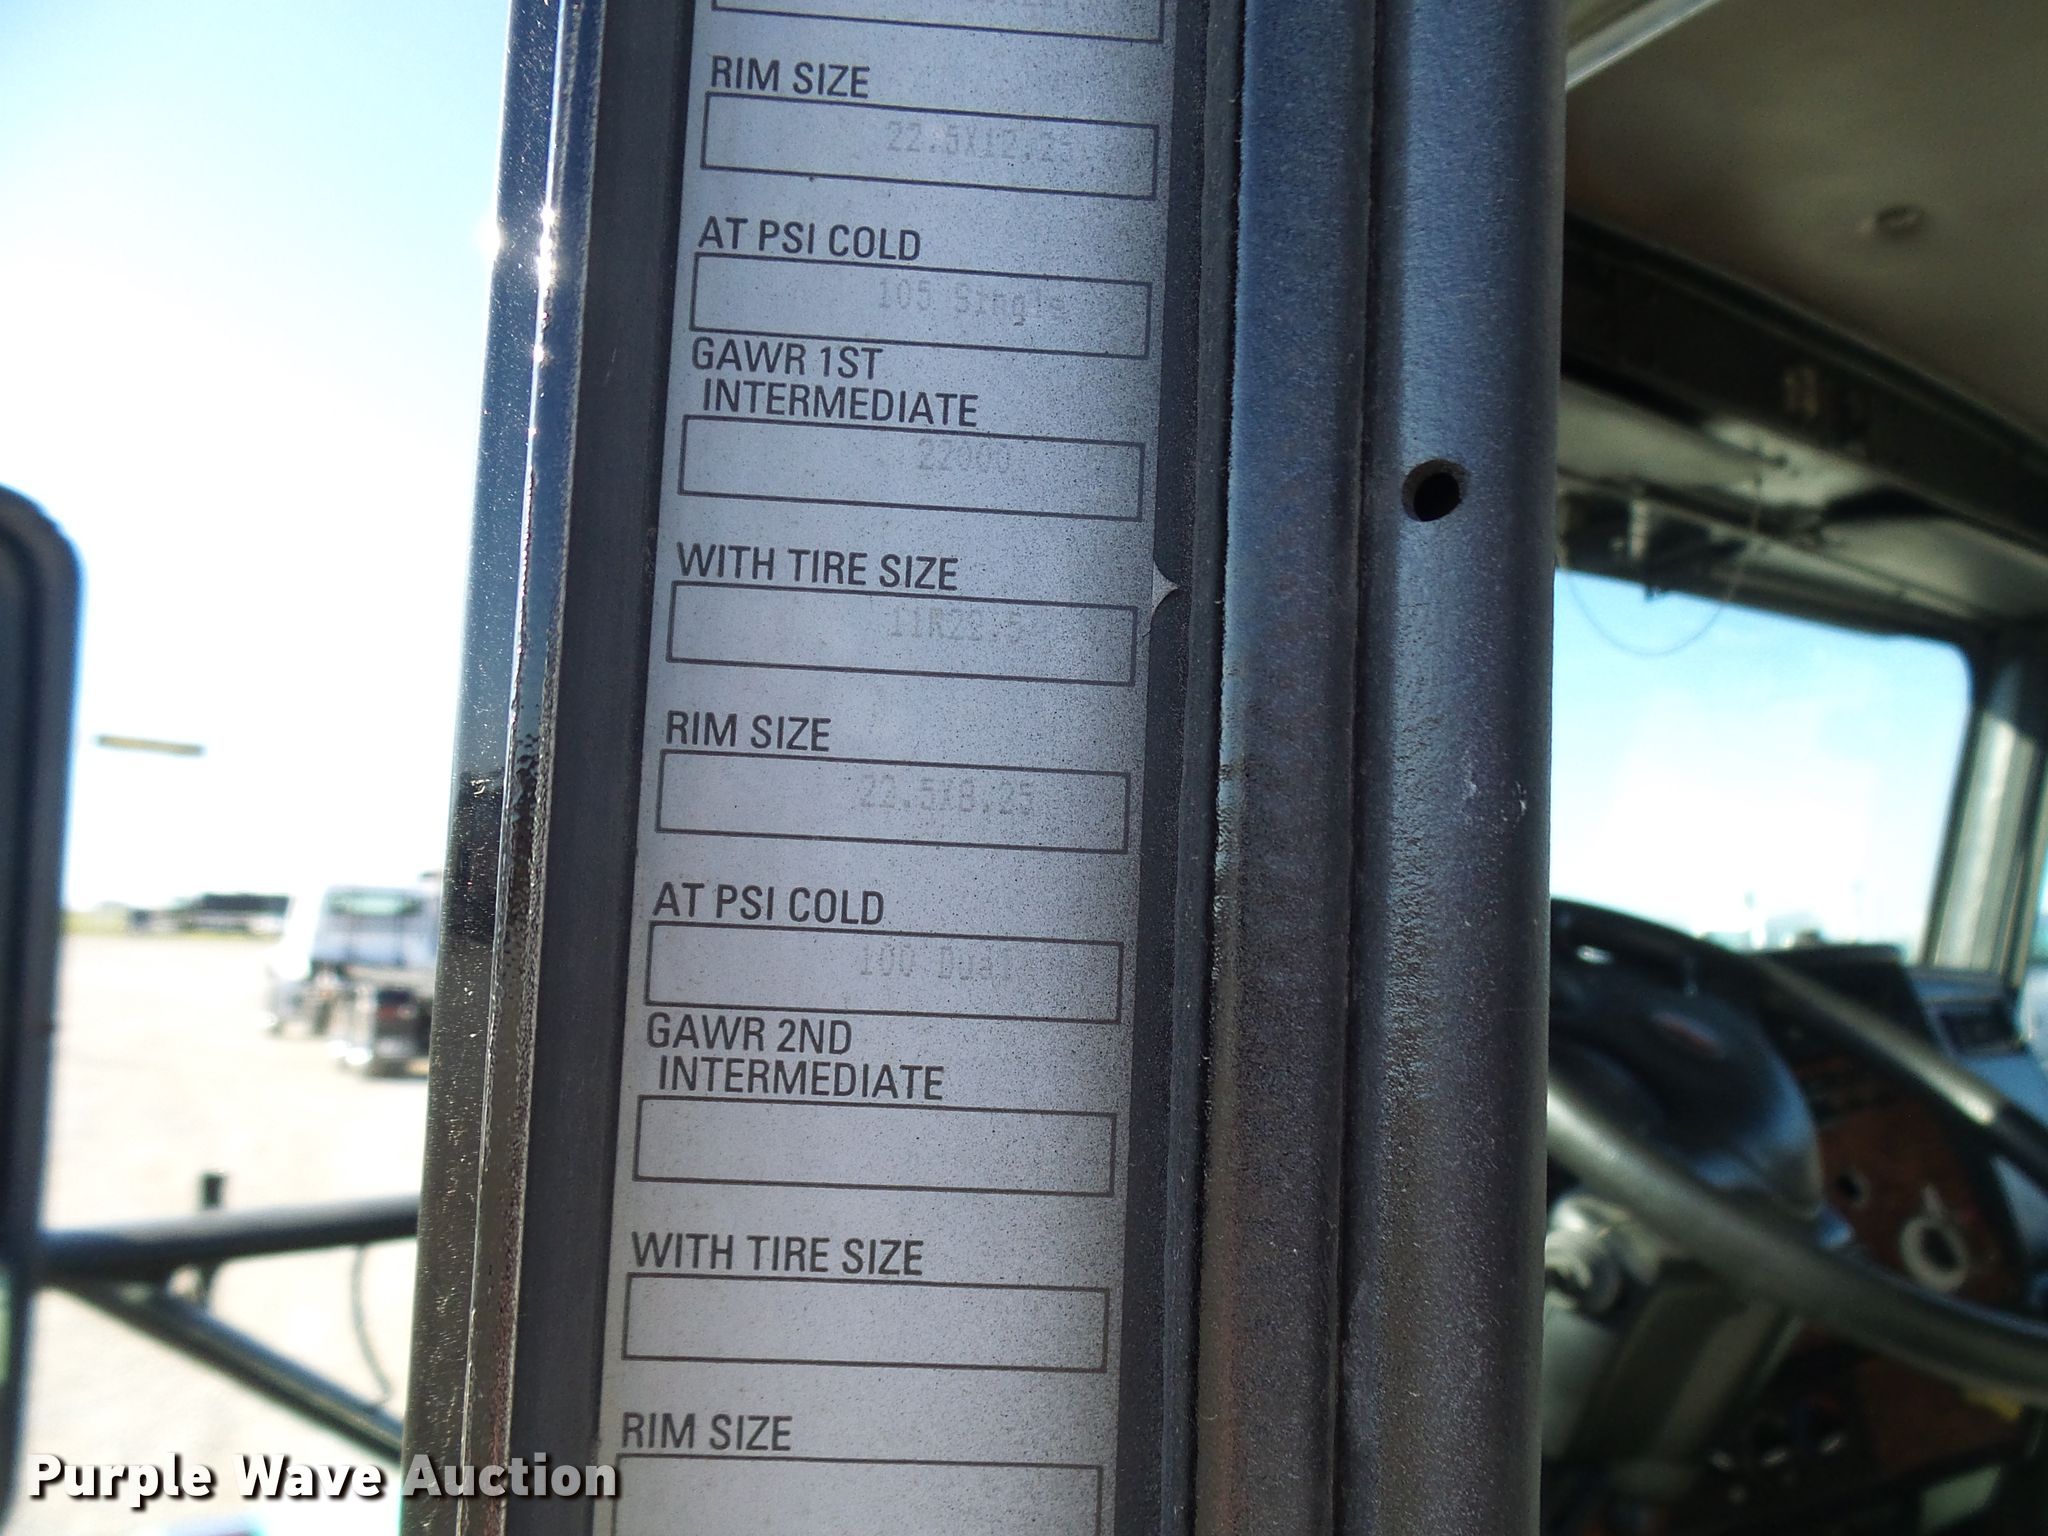 RIM SIZE
22.5X12.25
AT PSI COLD
105 Single
GAWR 1ST
INTERMEDIATE
22000
WITH TIRE SIZE
11R22.5
RIM SIZE
22.5X8.25
AT PSI COLD
100 Dual
GAWR 2ND
INTERMEDIATE
WITH TIRE SIZE
RIM SIZE
Purple Wave Auction